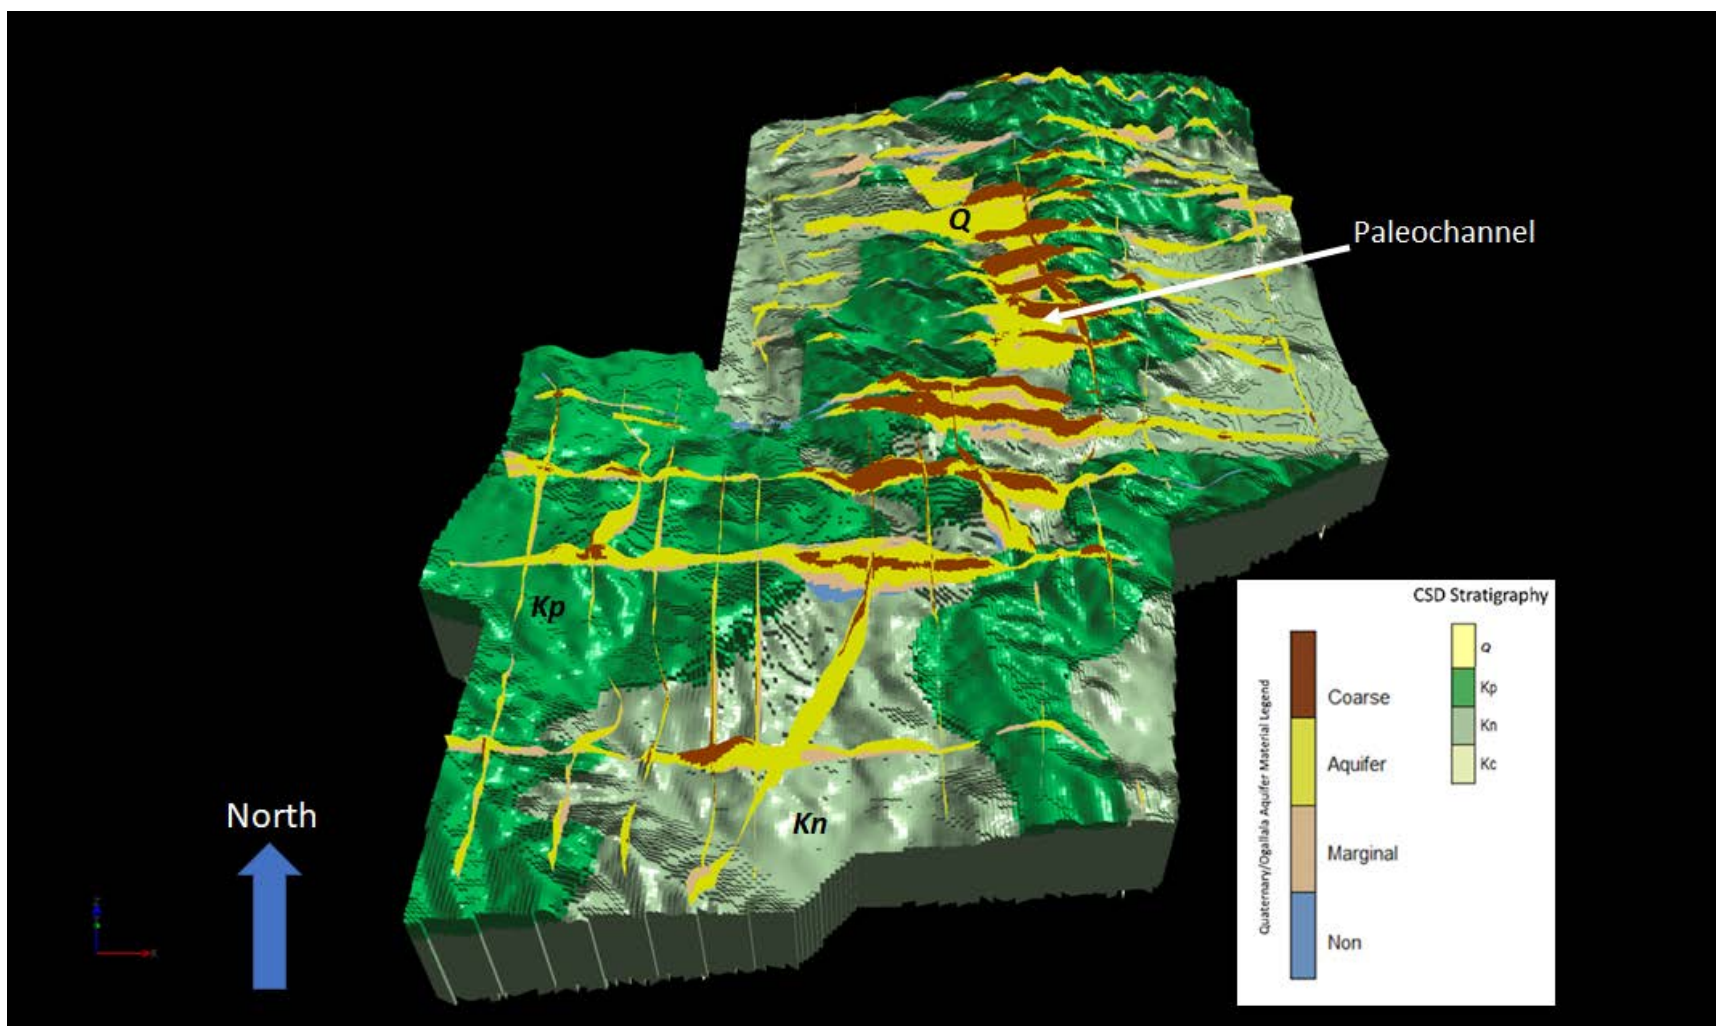 Q
Paleochannel
Kp
Kn
North
CSD Stratigraphy
Quaternary/Ogallala Aquifer Material Legend
Coarse
Aquifer
Marginal
Non
Q
Kp
Kn
Kc